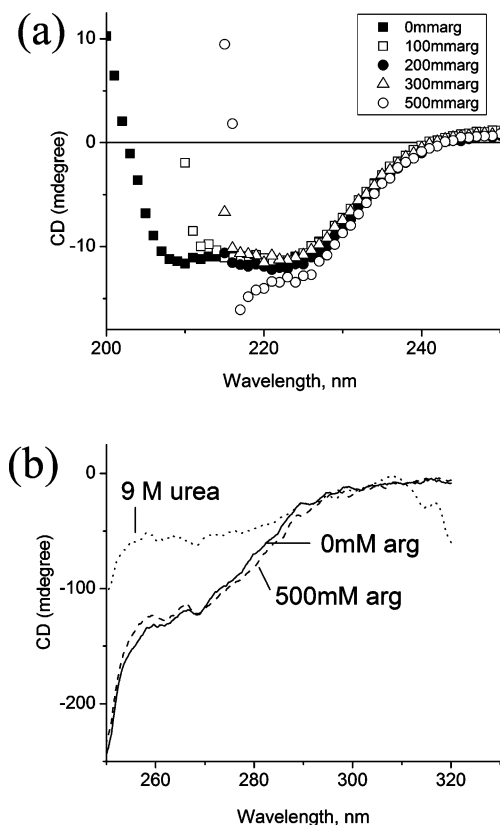 (a)
0mmarg
100mmarg
200mmarg
300mmarg
500mmarg
CD (mdegree)
10
0
-10
200
220
240
Wavelength, nm
(b)
9 M urea
0mM arg
500mM arg
CD (mdegree)
0
-100
-200
260
280
300
320
Wavelength, nm